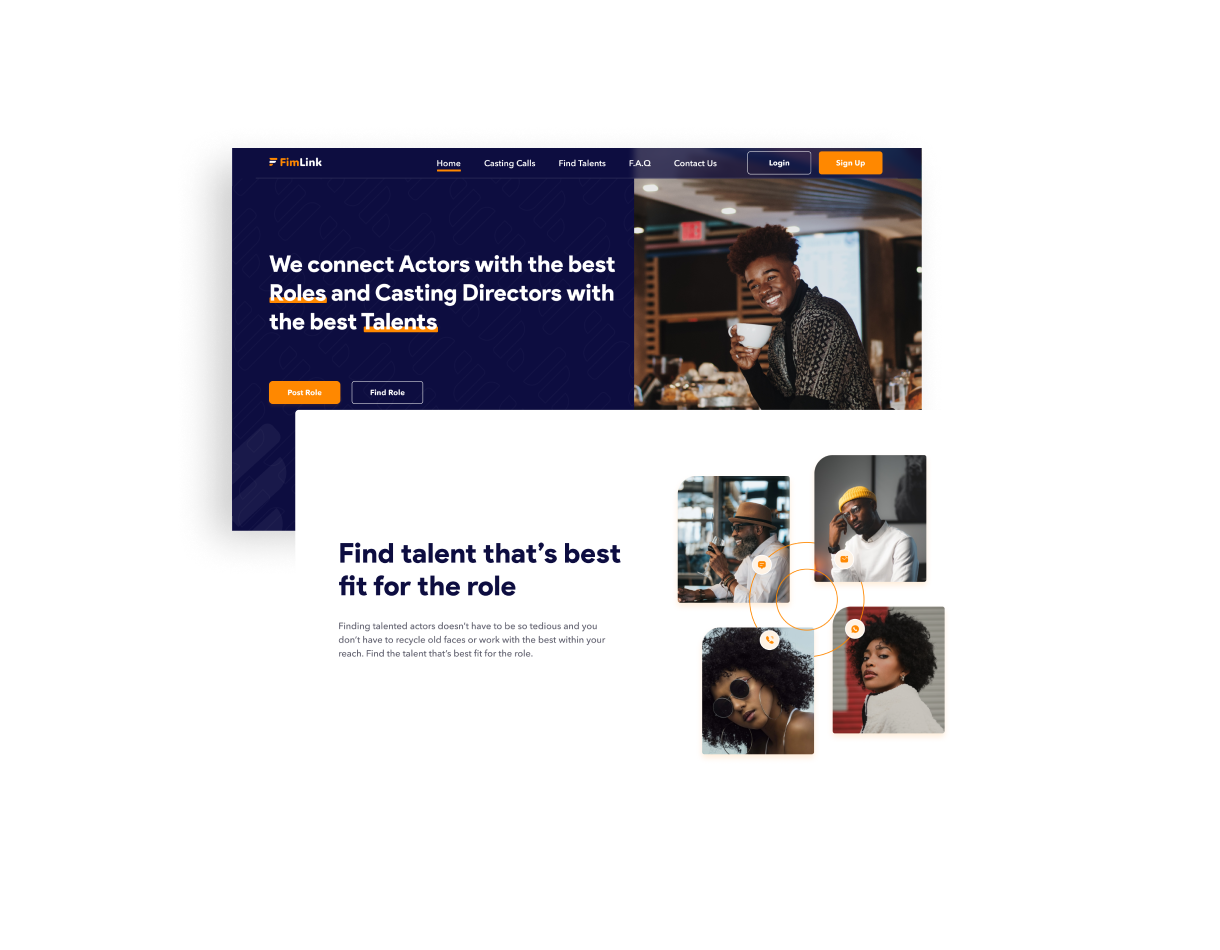 FimLink
Home Casting Calls Find Talents F.A.Q Contact Us Login Sign Up
We connect Actors with the best
Roles and Casting Directors with
the best Talents
Post Role Find Role
Find talent that’s best
fit for the role
Finding talented actors doesn’t have to be so tedious and you
don’t have to recycle old faces or work with the best within your
reach. Find the talent that’s best fit for the role.